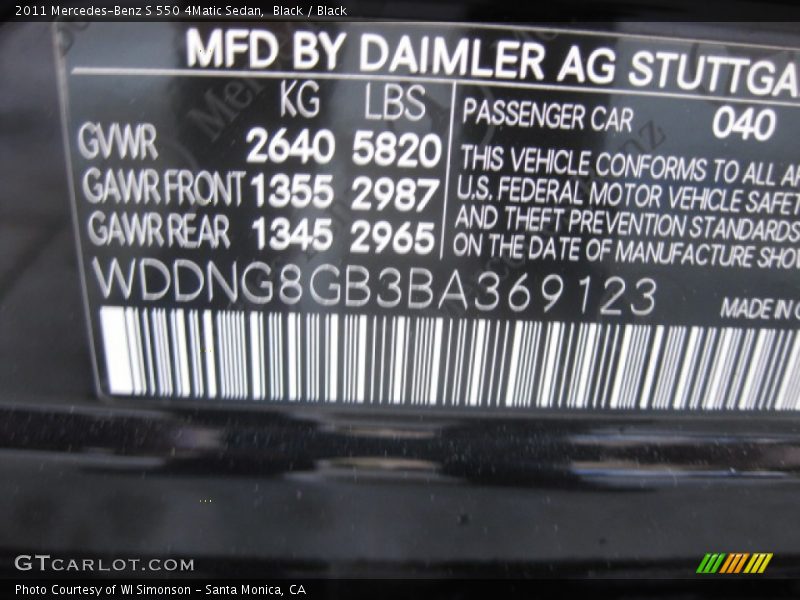 2011 Mercedes-Benz S 550 4Matic Sedan, Black / Black
MFD BY DAIMLER AG STUTTGA
KG LBS
GVWR 2640 5820
GAWR FRONT 1355 2987
GAWR REAR 1345 2965
PASSENGER CAR 040
THIS VEHICLE CONFORMS TO ALL AP
U.S. FEDERAL MOTOR VEHICLE SAFET
AND THEFT PREVENTION STANDARDS
ON THE DATE OF MANUFACTURE SHOW
WDDNG8GB3BA369123
MADE IN G
GTCARLOT.COM
Photo Courtesy of WI Simonson - Santa Monica, CA